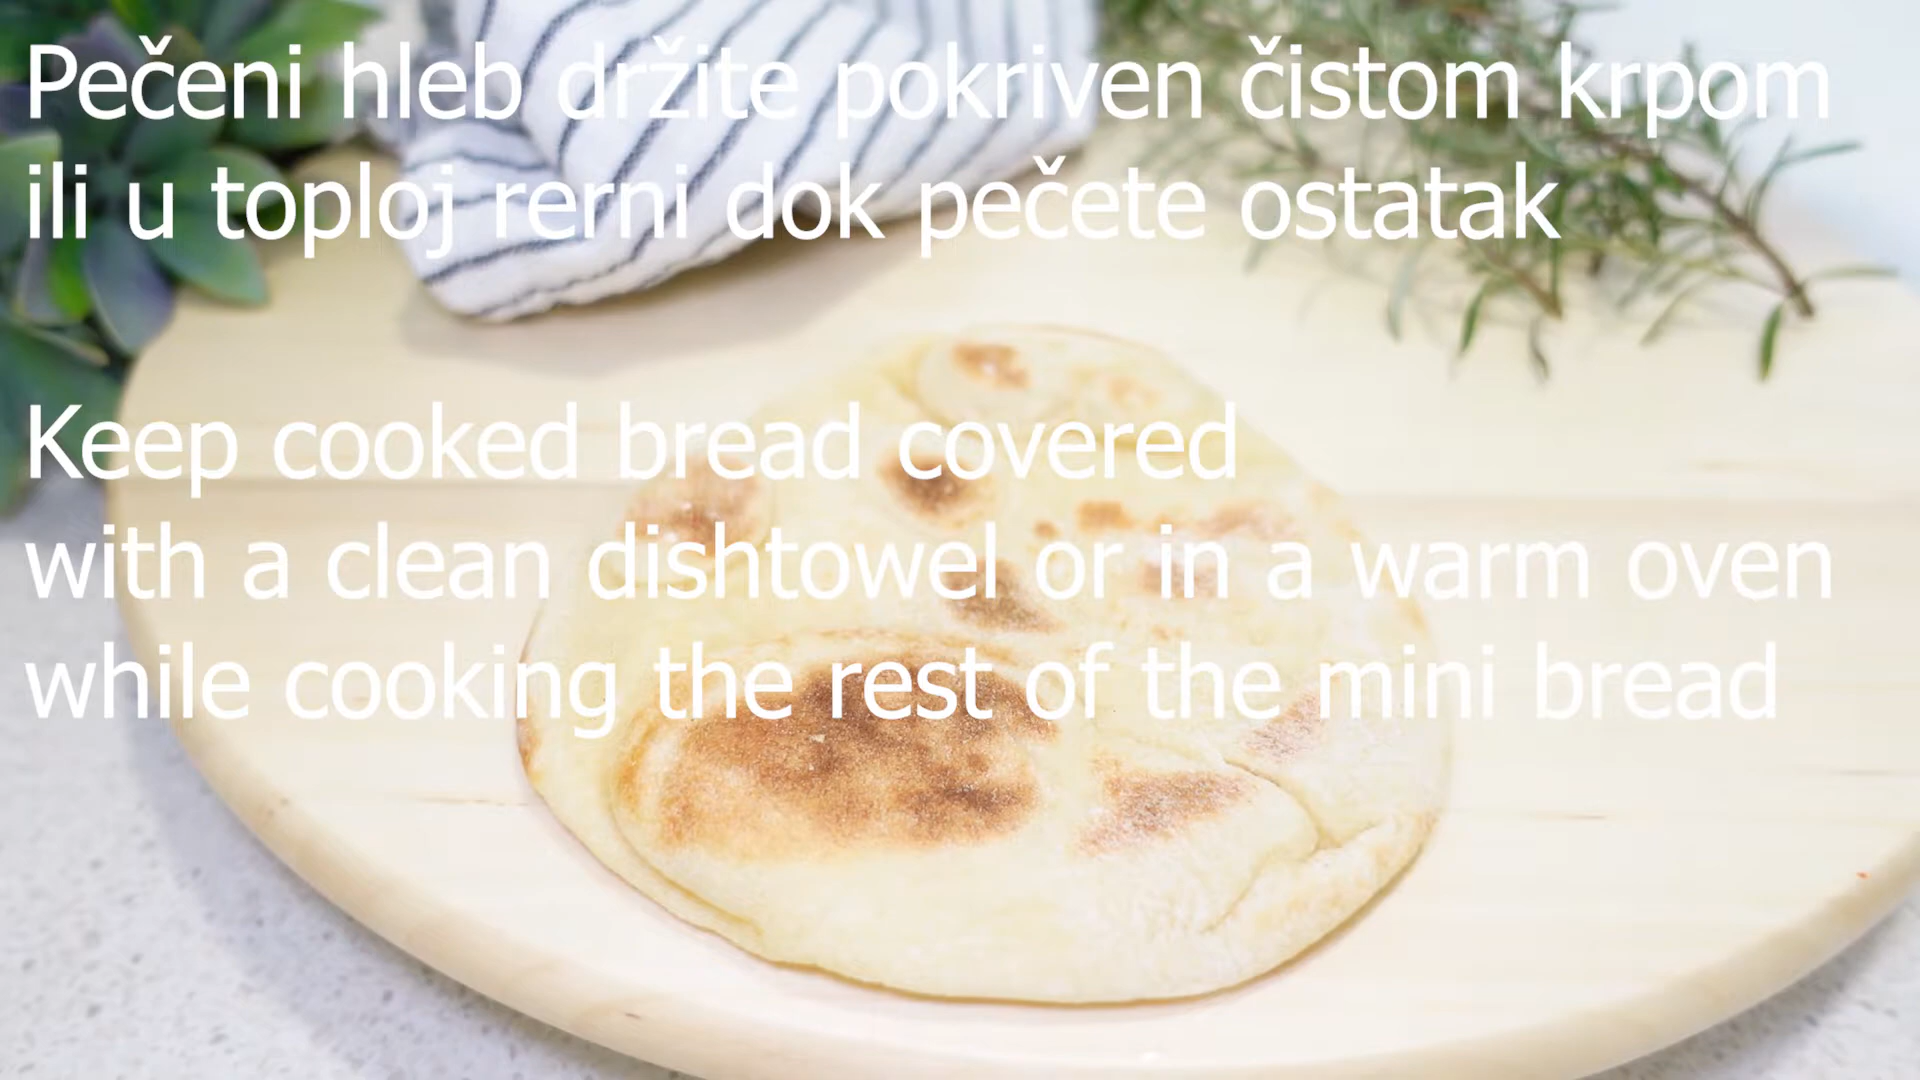 Pečeni hleb držite pokriven čistom krpom
ili u toploj rerni dok pečete ostatak
Keep cooked bread covered
with a clean dishtowel or in a warm oven
while cooking the rest of the mini bread